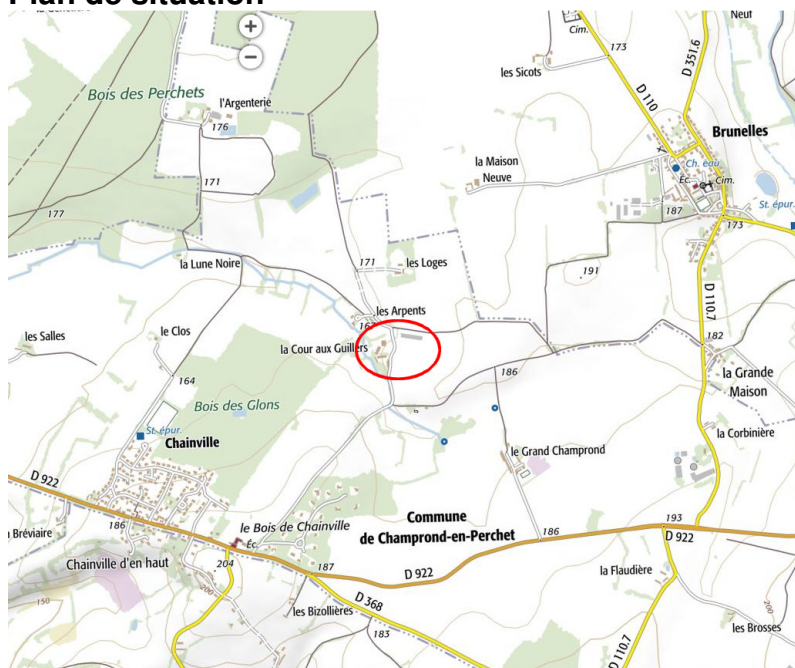 Plan de situation
Neuf
Cim.
173
D 351.6
les Sicots
D 110
Bois des Perchets
l'Argenterie
176
Brunelles
la Maison
Neuve
Ch. eau
Éc.
Cim.
171
177
187
St. épur.
173
la Lune Noire
171
les Loges
191
D 110.7
les Arpents
167
les Salles
le Clos
la Cour aux Guillers
182
186
la Grande
Maison
164
Bois des Glons
St. épur.
Chainville
la Corbinière
le Grand Champrond
D 922
le Bois de Chainville
Commune
de Champrond-en-Perchet
193
186
186
Bréviaire
Éc.
D 922
Chainville d'en haut
204
187
D 922
la Flaudière
200
150
les Bizollières
D 368
183
D 110.7
200
les Brosses